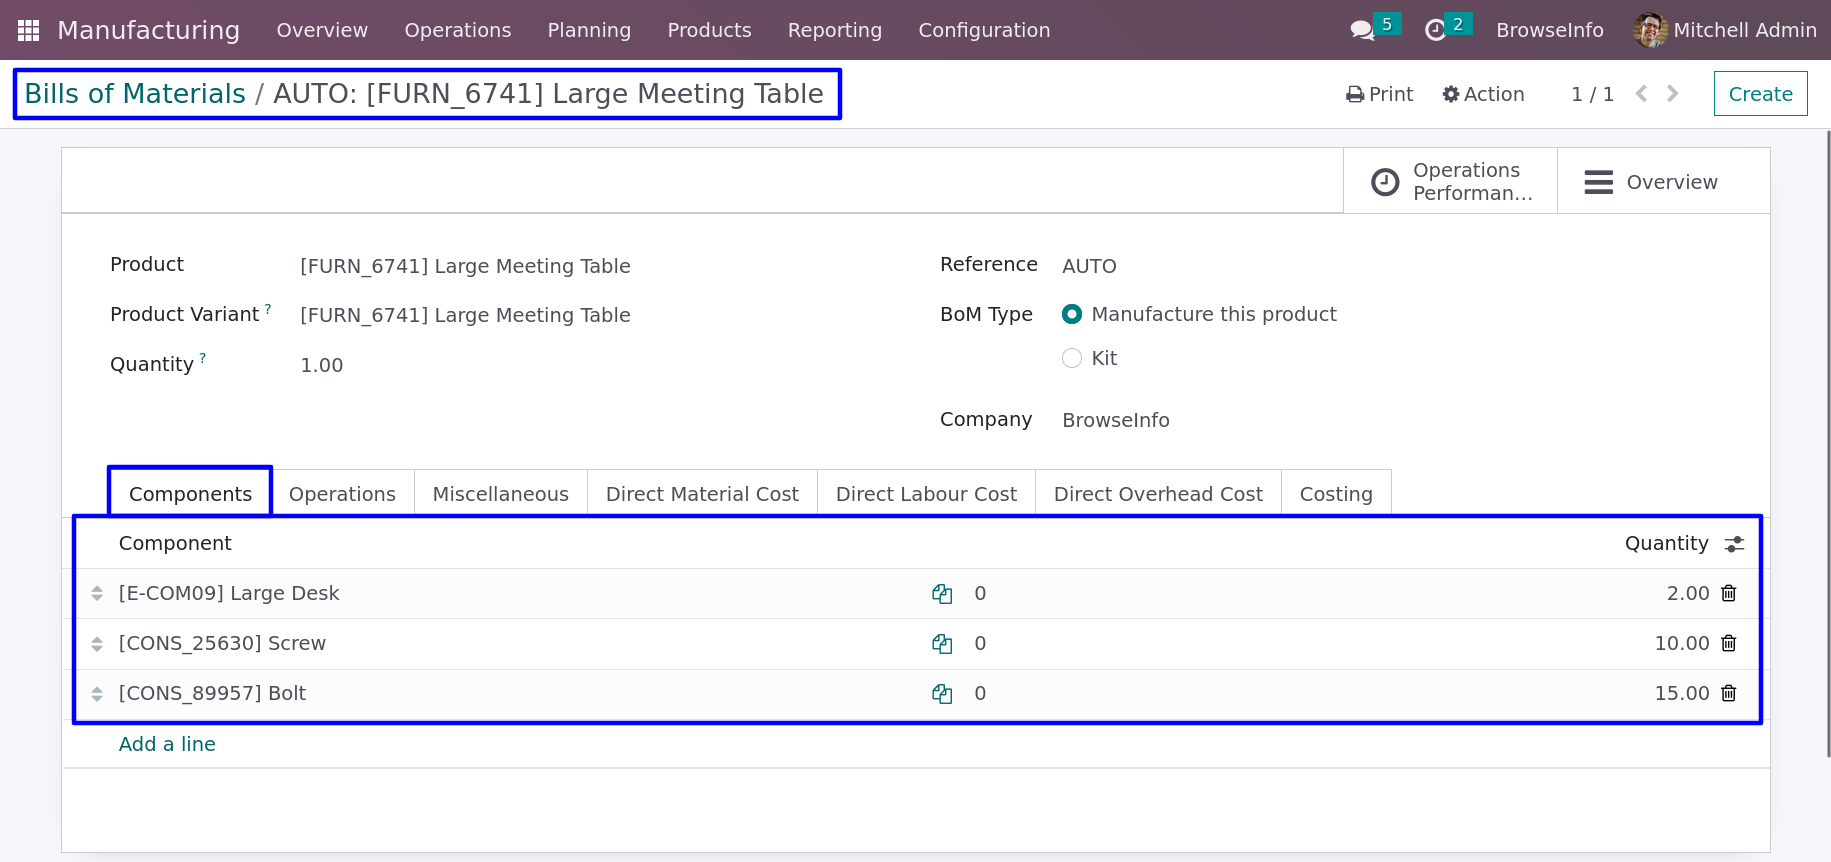 Manufacturing Overview Operations Planning Products Reporting Configuration 5 2 BrowseInfo Mitchell Admin
Bills of Materials / AUTO: [FURN_6741] Large Meeting Table Print Action 1 / 1 Create
Operations
Performan...
Overview
Product [FURN_6741] Large Meeting Table Reference AUTO
Product Variant ? [FURN_6741] Large Meeting Table BoM Type Manufacture this product
Quantity ? 1.00 Kit
Company BrowseInfo
Components Operations Miscellaneous Direct Material Cost Direct Labour Cost Direct Overhead Cost Costing
Component Quantity
[E-COM09] Large Desk 0 2.00
[CONS_25630] Screw 0 10.00
[CONS_89957] Bolt 0 15.00
Add a line